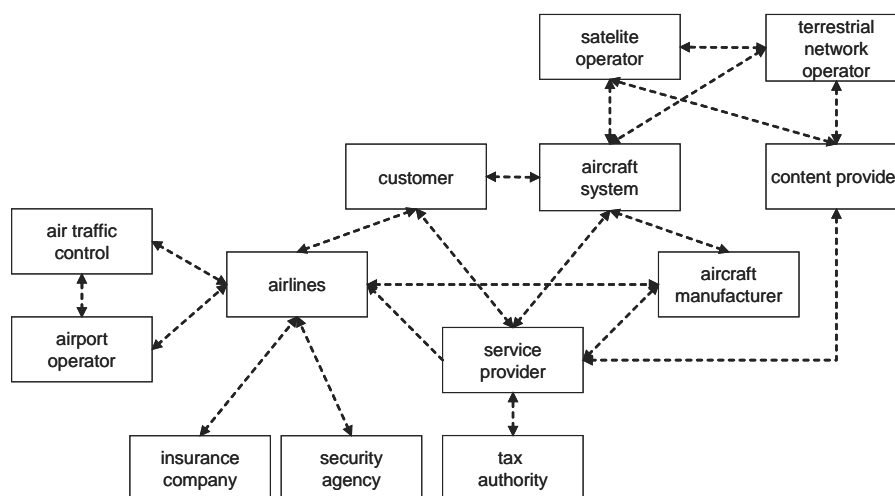 satelite
operator
terrestrial
network
operator
customer
aircraft
system
content provider
air traffic
control
airlines
aircraft
manufacturer
airport
operator
service
provider
insurance
company
security
agency
tax
authority